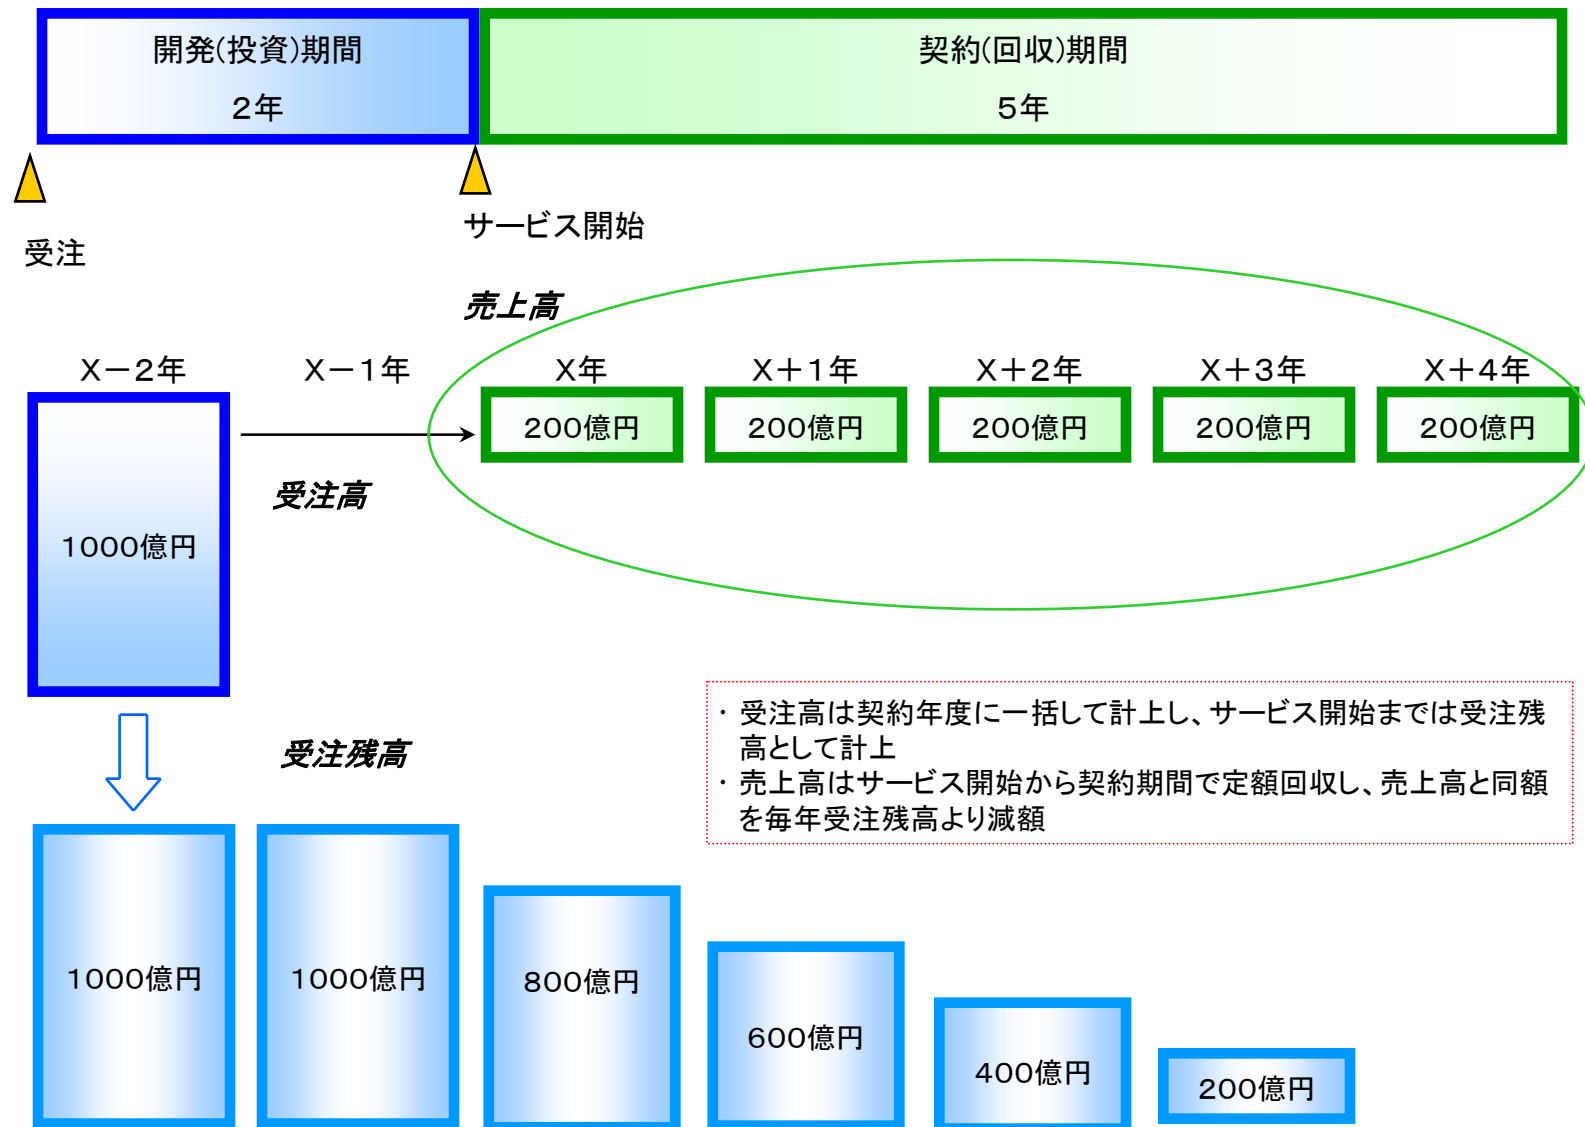 開発(投資)期間
２年
契約(回収)期間
５年
受注
サービス開始
売上高
X－２年
X－１年
X年
X＋１年
X＋２年
X＋３年
X＋４年
２００億円
２００億円
２００億円
２００億円
２００億円
受注高
１０００億円
・ 受注高は契約年度に一括して計上し、サービス開始までは受注残
高として計上
・ 売上高はサービス開始から契約期間で定額回収し、売上高と同額
を毎年受注残高より減額
受注残高
１０００億円
１０００億円
８００億円
６００億円
４００億円
２００億円